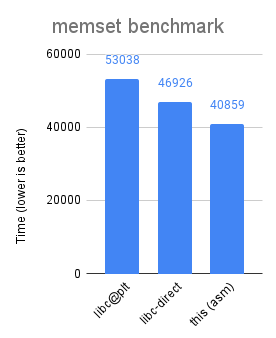 memset benchmark
Time (lower is better)
60000
40000
20000
0
53038
46926
40859
libc@plt
libc-direct
this (asm)